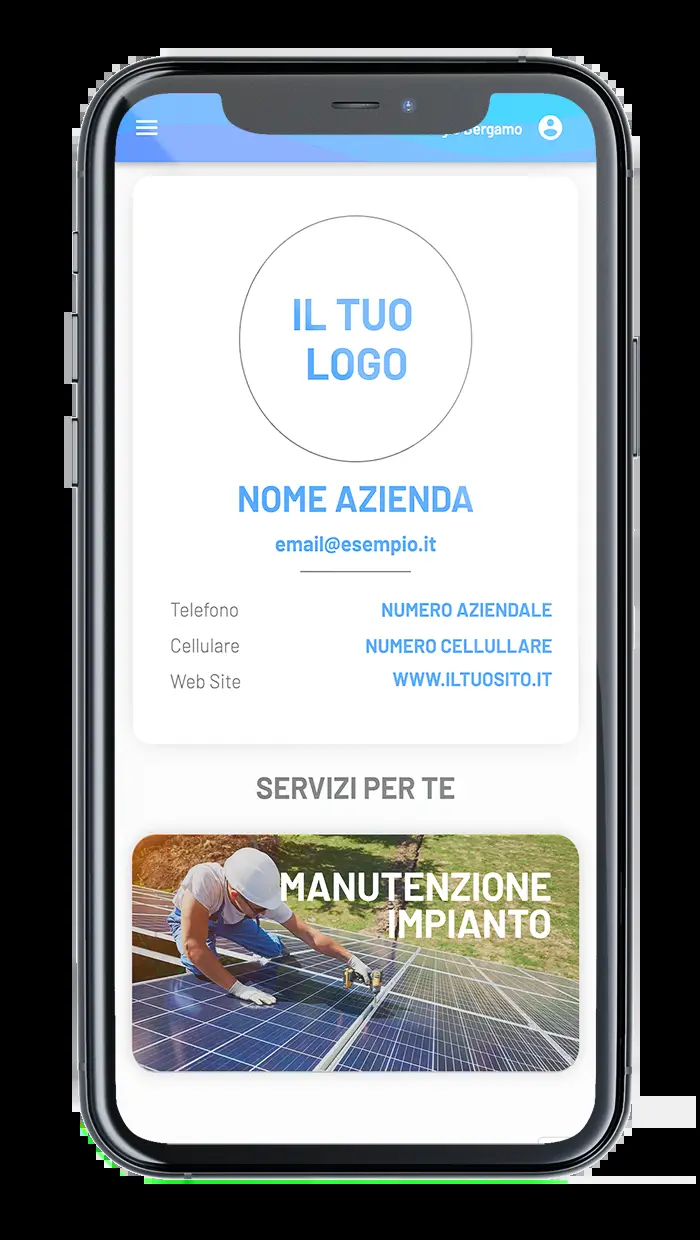 Bergamo
IL TUO
LOGO
NOME AZIENDA
email@esempio.it
Telefono NUMERO AZIENDALE
Cellulare NUMERO CELLULLARE
Web Site WWW.ILTUOSITO.IT
SERVIZI PER TE
MANUTENZIONE
IMPIANTO